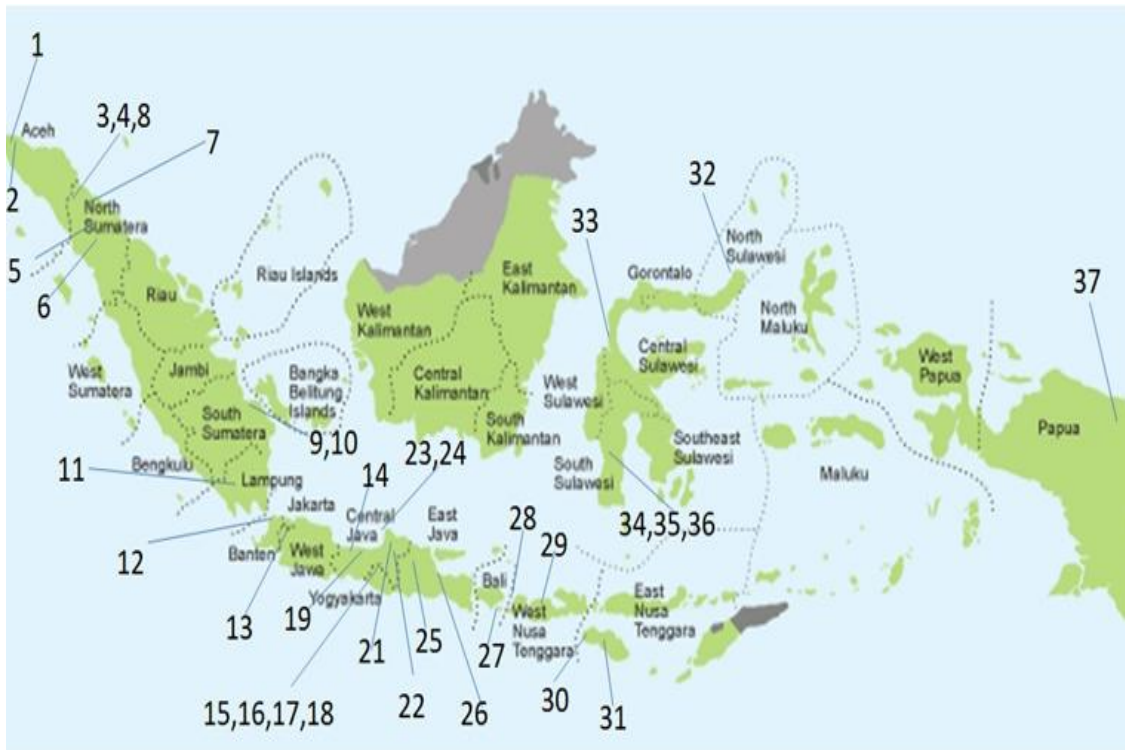 1
Aceh
3,4,8
7
2
North
Sumatera
5
6
Riau
Riau Islands
West
Sumatera
Jambi
South
Sumatera
Bangka
Belitung
Islands
9,10
Bengkulu
11
Lampung
12
Jakarta
Banten
13
West
Jawa
14
Central
Java
19
Yogyakarta
15,16,17,18
23,24
East
Java
21
22
25
26
Bali
27
28
29
West
Nusa
Tenggara
30
31
East
Nusa
Tenggara
West
Kalimantan
Central
Kalimantan
East
Kalimantan
South
Kalimantan
33
Gorontalo
32
North
Sulawesi
Central
Sulawesi
West
Sulawesi
South
Sulawesi
Southeast
Sulawesi
34,35,36
North
Maluku
Maluku
West
Papua
37
Papua